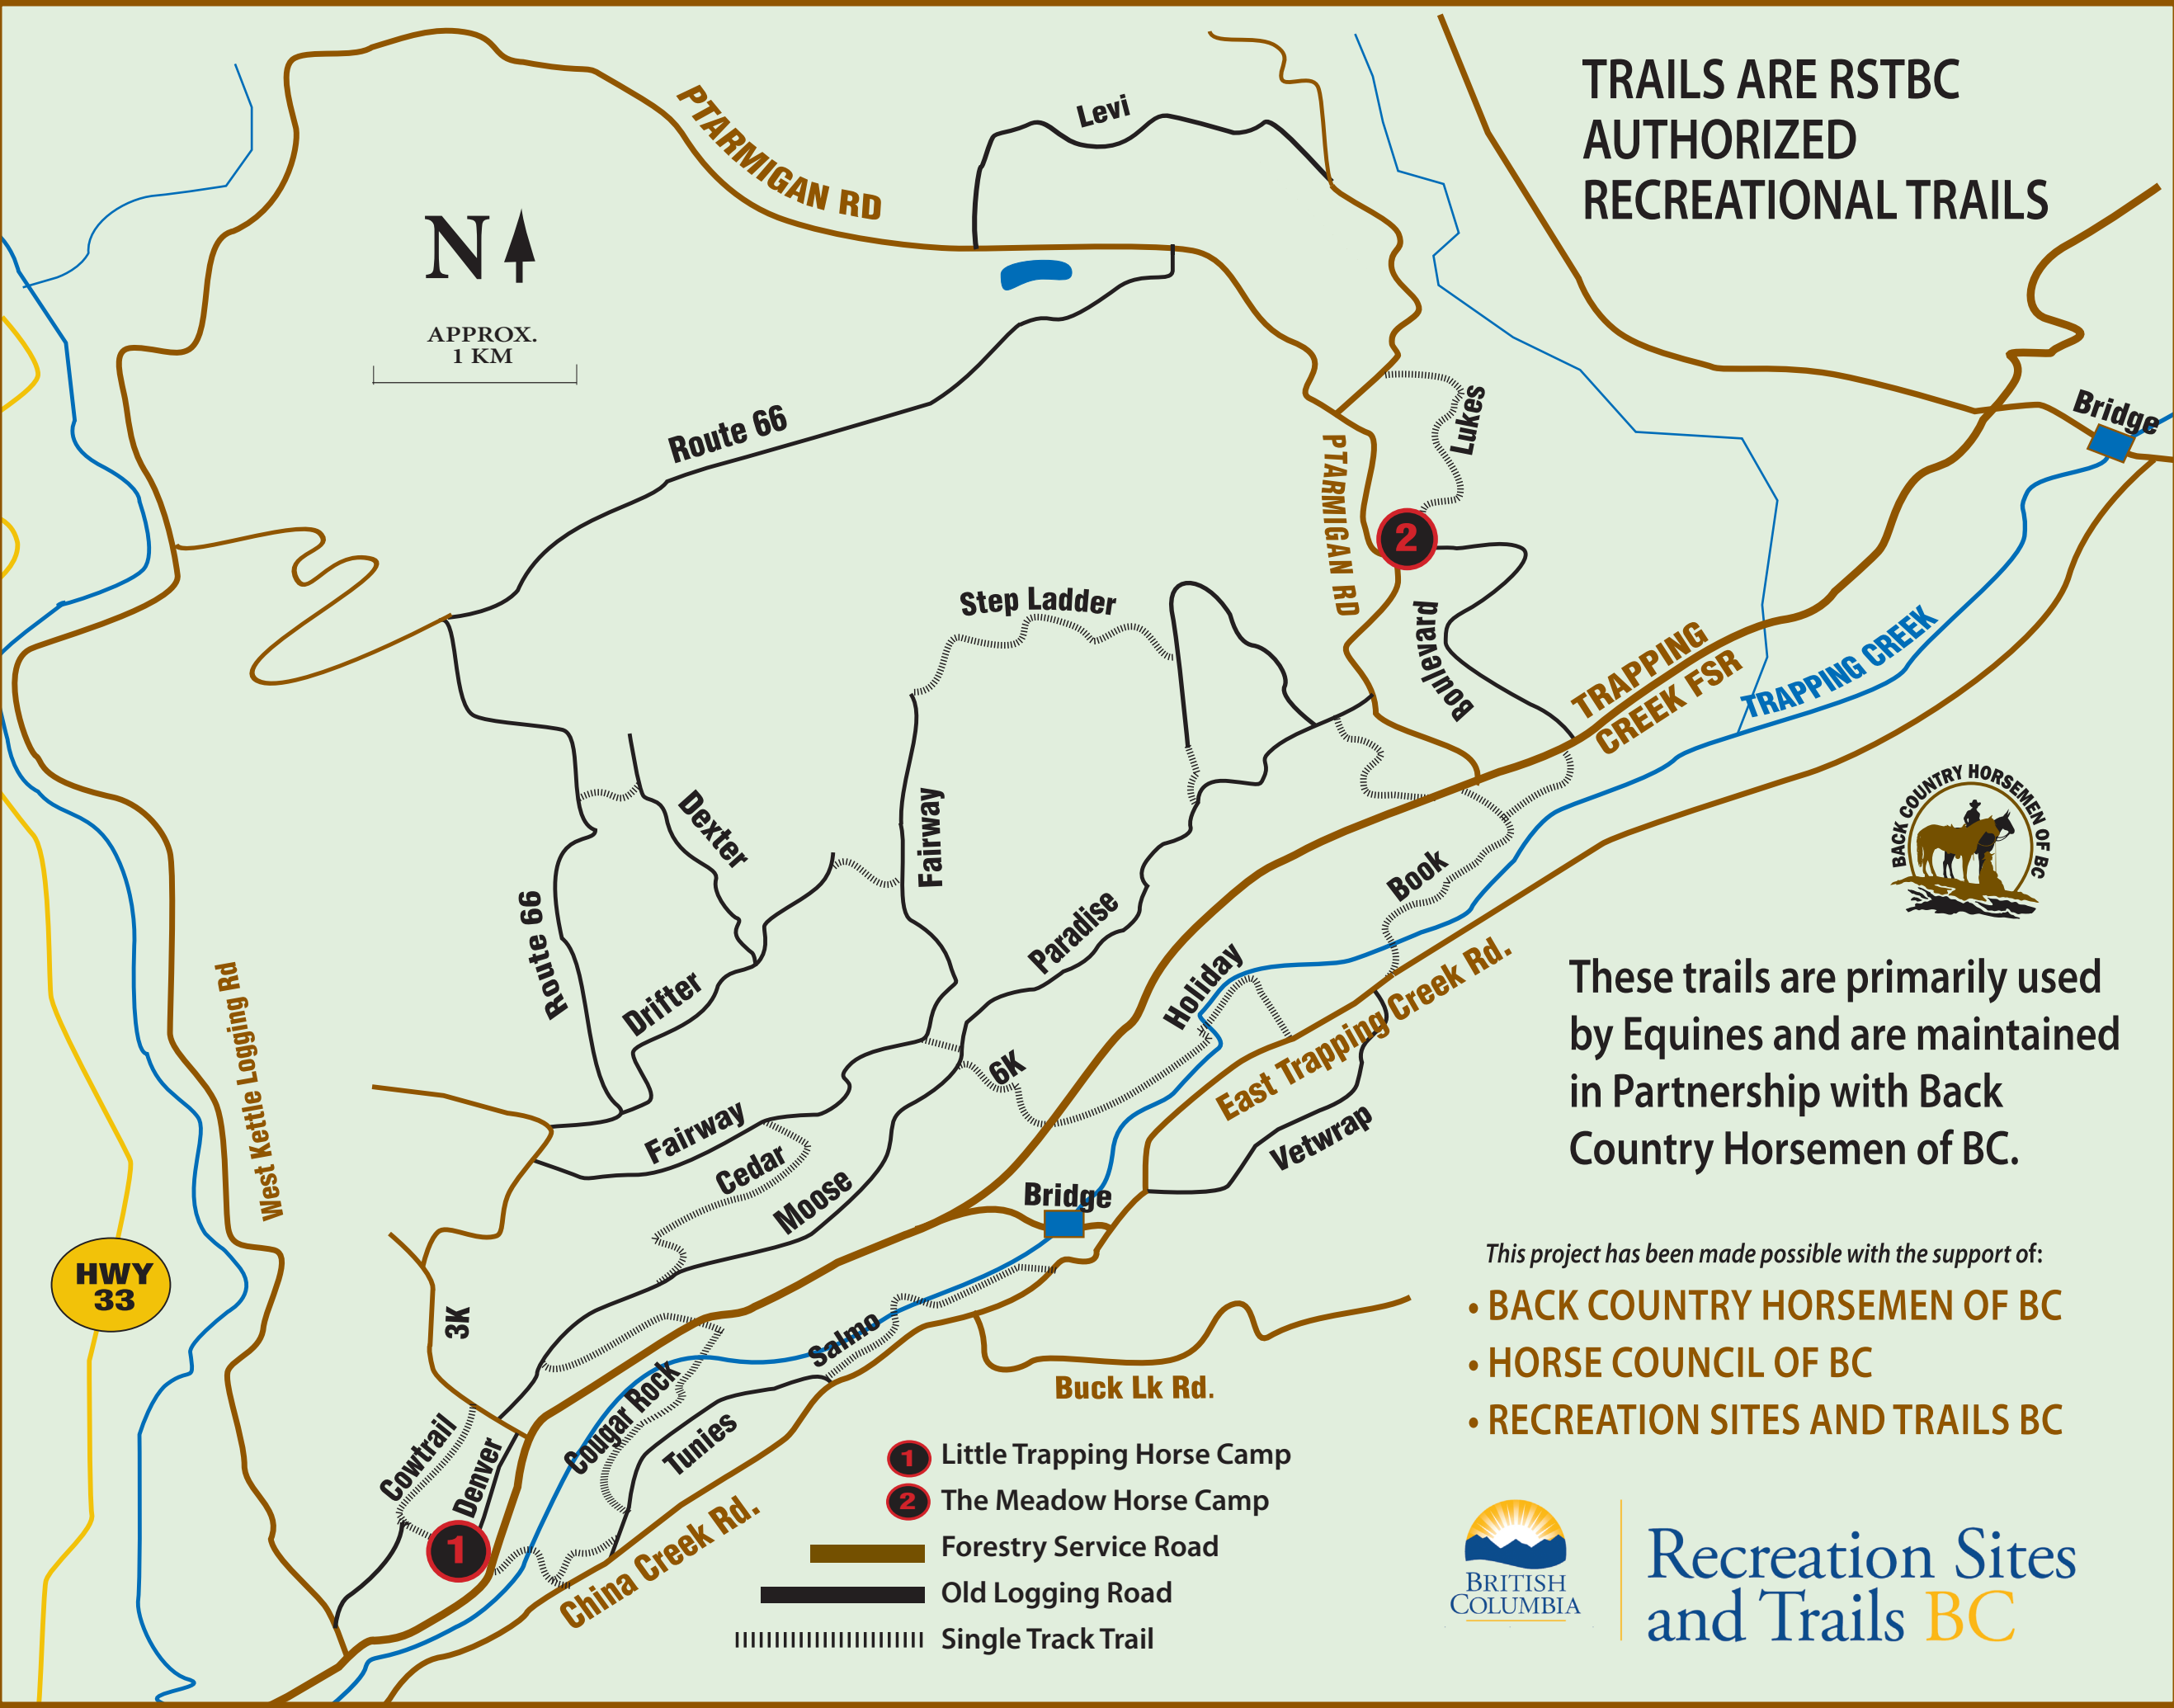 TRAILS ARE RSTBC
AUTHORIZED
RECREATIONAL TRAILS
Levi
PTARMIGAN RD
N
APPROX.
1 KM
Route 66
Lukes
Bridge
PTARMIGAN RD
2
Step Ladder
Boulevard
TRAPPING
CREEK FSR
TRAPPING CREEK
Dexter
Fairway
BACK COUNTRY HORSEMEN OF BC
Book
Route 66
Paradise
Drifter
Holiday
West Kettle Logging Rd
6K
East Trapping Creek Rd.
These trails are primarily used
by Equines and are maintained
in Partnership with Back
Country Horsemen of BC.
Fairway
Cedar
Moose
Vetwrap
Bridge
HWY
33
3K
Salmo
Cougar Rock
Buck Lk Rd.
Tunies
Cowtrail
Denver
1
China Creek Rd.
This project has been made possible with the support of:
• BACK COUNTRY HORSEMEN OF BC
• HORSE COUNCIL OF BC
• RECREATION SITES AND TRAILS BC
1 Little Trapping Horse Camp
2 The Meadow Horse Camp
Forestry Service Road
Old Logging Road
Single Track Trail
BRITISH
COLUMBIA
Recreation Sites
and Trails BC